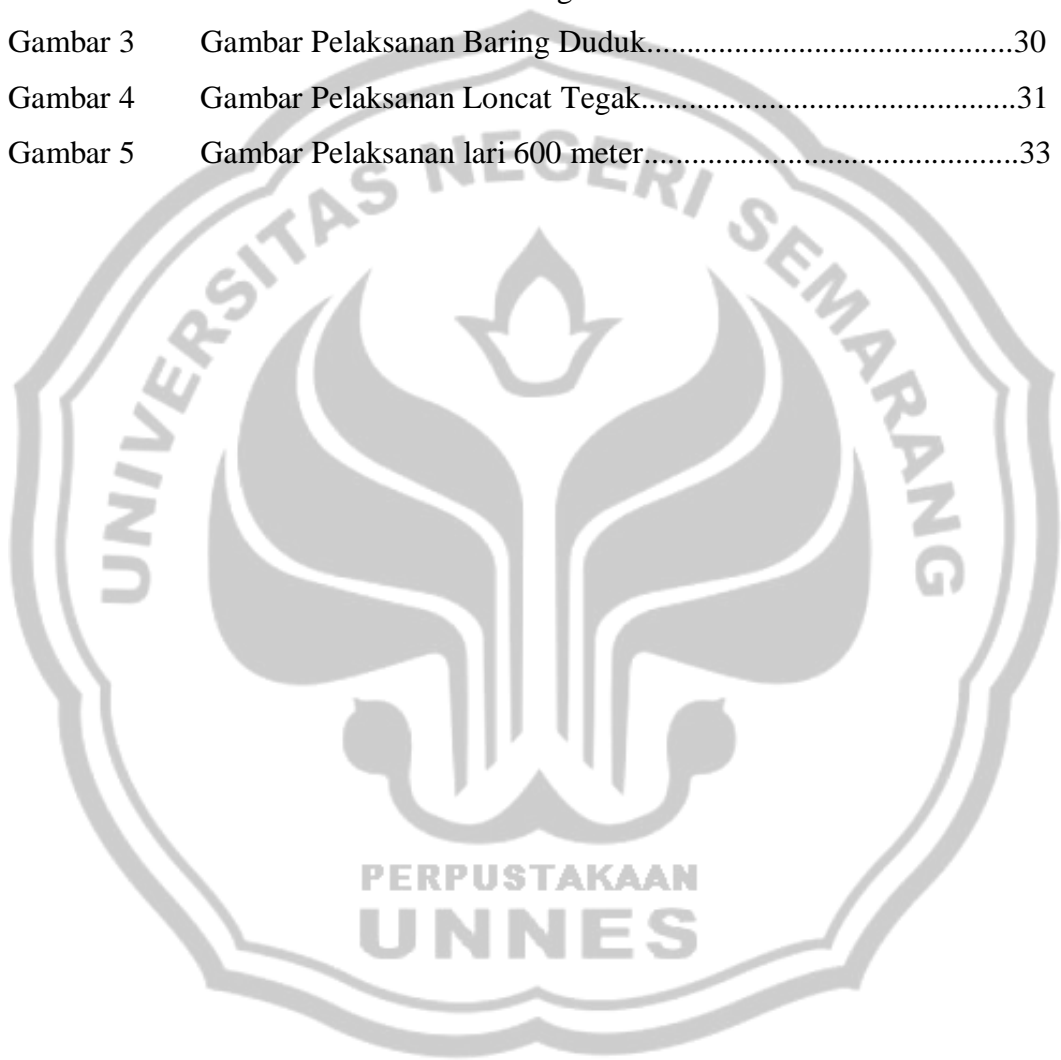 Gambar 3 Gambar Pelaksanan Baring Duduk..............................................30
Gambar 4 Gambar Pelaksanan Loncat Tegak...............................................31
Gambar 5 Gambar Pelaksanan lari 600 meter...............................................33
UNIVERSITAS NEGERI SEMARANG
PERPUSTAKAAN
UNNES